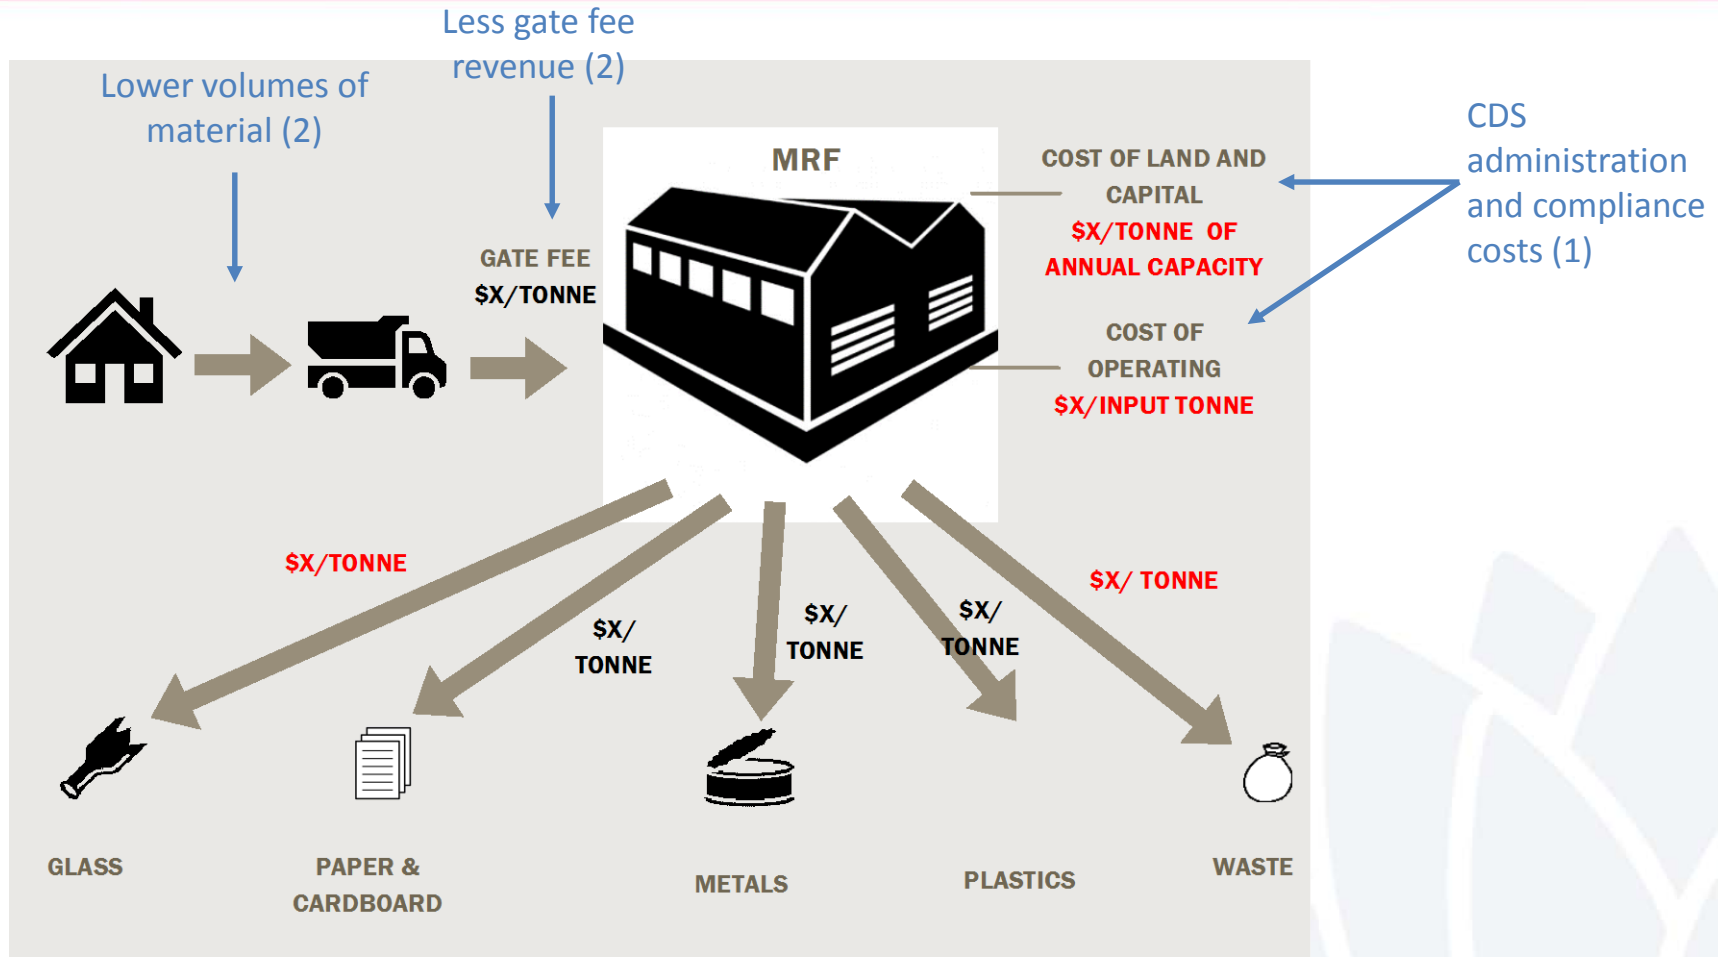 Less gate fee
revenue (2)
Lower volumes of
material (2)
CDS
administration
and compliance
costs (1)
MRF
COST OF LAND AND
CAPITAL
$X/TONNE OF
ANNUAL CAPACITY
GATE FEE
$X/TONNE
COST OF
OPERATING
$X/INPUT TONNE
$X/TONNE
$X/
TONNE
$X/
TONNE
$X/
TONNE
$X/ TONNE
GLASS
PAPER &
CARDBOARD
METALS
PLASTICS
WASTE